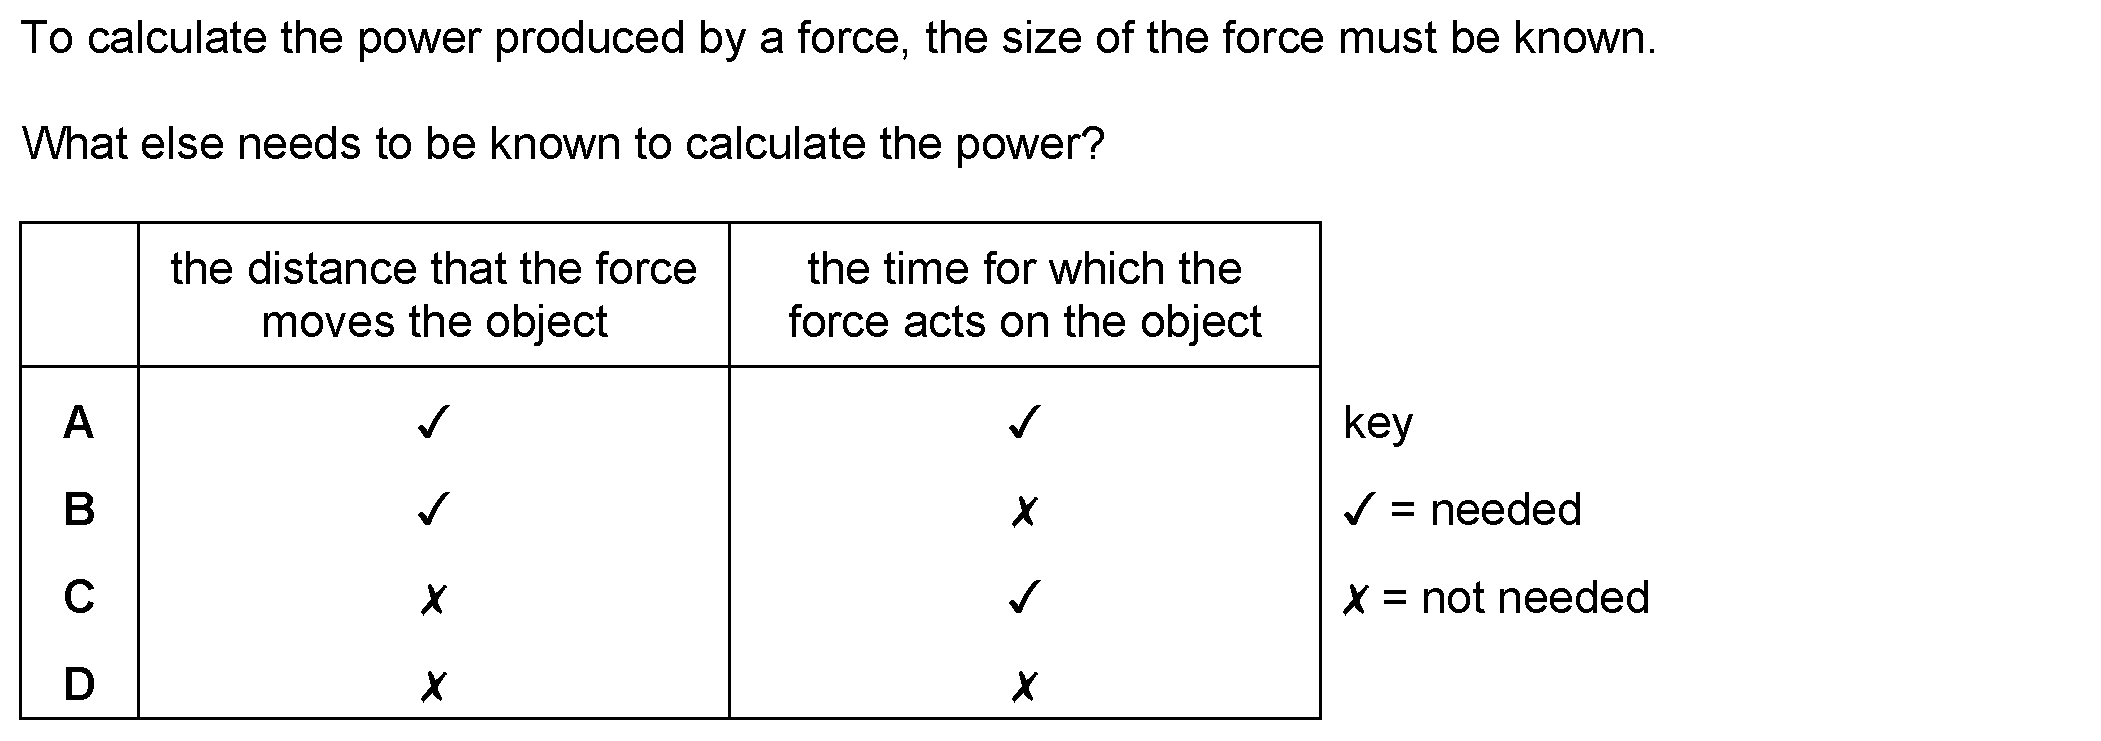 To calculate the power produced by a force, the size of the force must be known.
What else needs to be known to calculate the power?
the distance that the force moves the object
the time for which the force acts on the object
A ✓ ✓ key
B ✓ ✗ ✓ = needed
C ✗ ✓ ✗ = not needed
D ✗ ✗